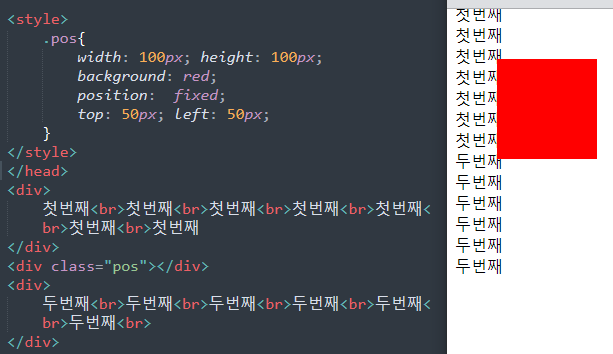 <style>
.pos{
width: 100px; height: 100px;
background: red;
position:  fixed;
top: 50px; left: 50px;
}
</style>
</head>
<div>
첫번째<br>첫번째<br>첫번째<br>첫번째<br>첫번째<
br>첫번째<br>첫번째
</div>
<div class="pos"></div>
<div>
두번째<br>두번째<br>두번째<br>두번째<br>두번째<
br>두번째<br>
</div>
첫번째
첫번째
첫번째
첫번째
첫번째
첫번째
첫번째
두번째
두번째
두번째
두번째
두번째
두번째